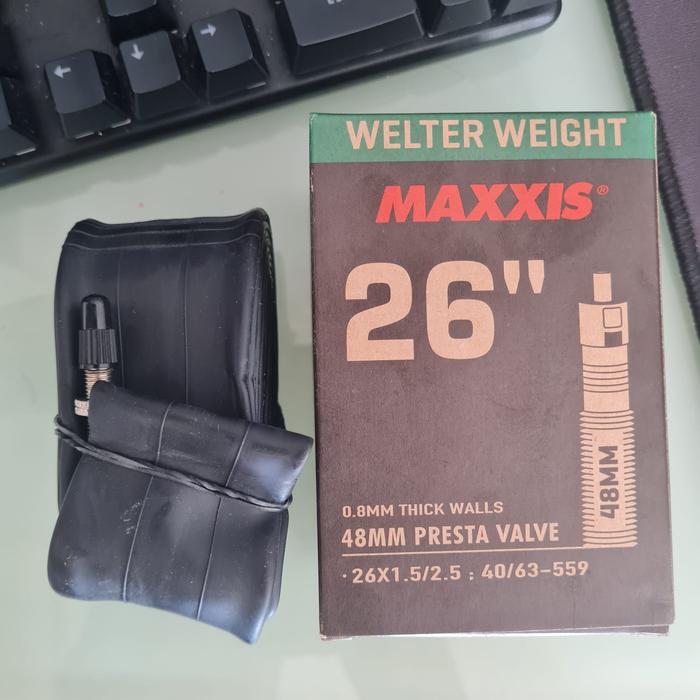 WELTER WEIGHT
MAXXIS®
26"
48MM
0.8MM THICK WALLS
48MM PRESTA VALVE
· 26X1.5/2.5 : 40/63-559